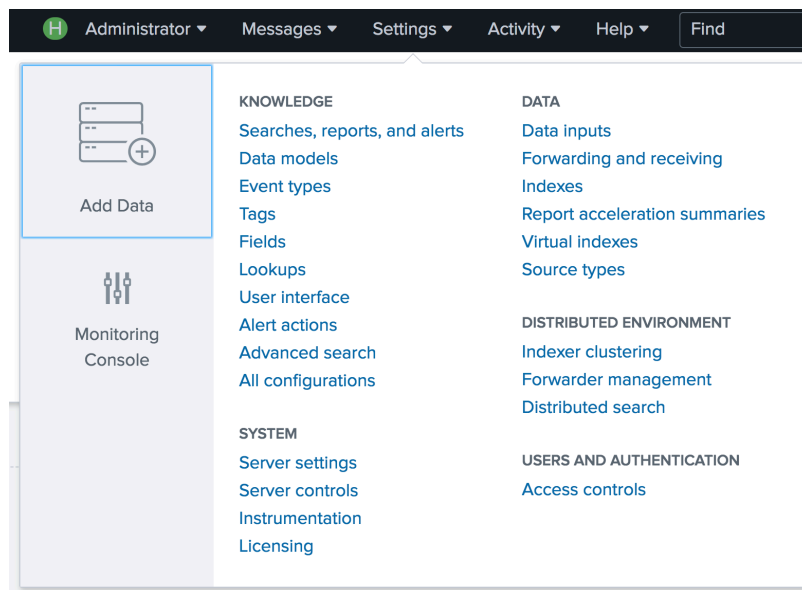 H Administrator Messages Settings Activity Help Find
Add Data
Monitoring
Console
KNOWLEDGE
Searches, reports, and alerts
Data models
Event types
Tags
Fields
Lookups
User interface
Alert actions
Advanced search
All configurations
SYSTEM
Server settings
Server controls
Instrumentation
Licensing
DATA
Data inputs
Forwarding and receiving
Indexes
Report acceleration summaries
Virtual indexes
Source types
DISTRIBUTED ENVIRONMENT
Indexer clustering
Forwarder management
Distributed search
USERS AND AUTHENTICATION
Access controls